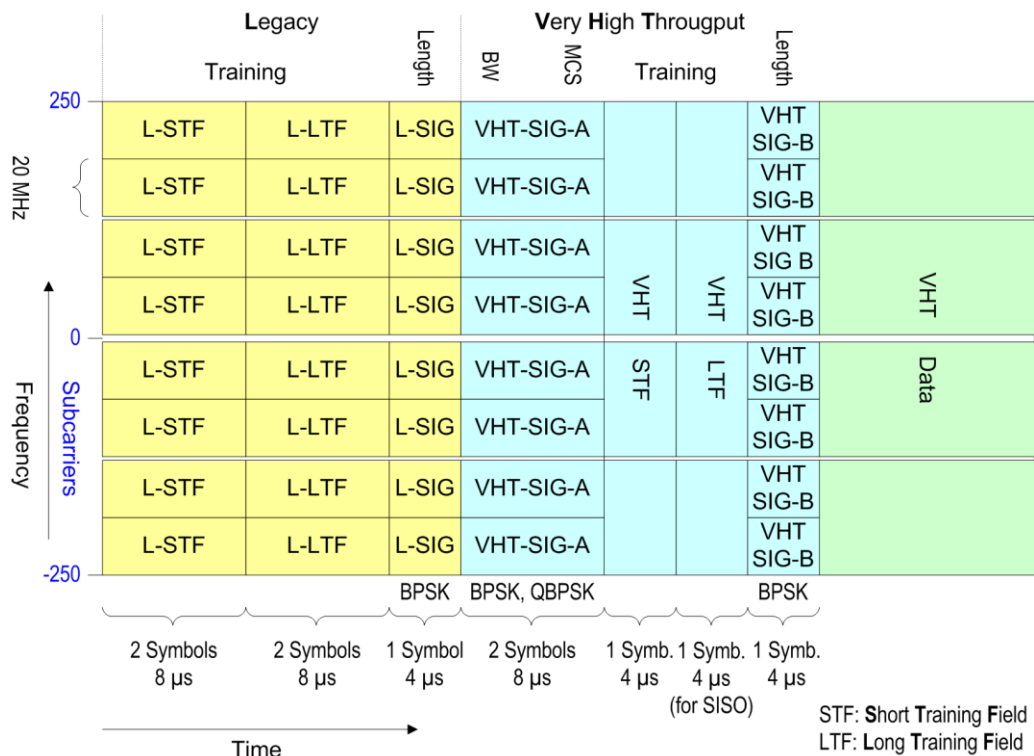 Legacy
Very High Througput
Training
Length
BW
MCS
Training
Length
250
L-STF
L-LTF
L-SIG
VHT-SIG-A
VHT
SIG-B
20 MHz
L-STF
L-LTF
L-SIG
VHT-SIG-A
VHT
SIG-B
L-STF
L-LTF
L-SIG
VHT-SIG-A
VHT
SIG B
L-STF
L-LTF
L-SIG
VHT-SIG-A
VHT
SIG-B
VHT STF
VHT LTF
VHT Data
0
Frequency
Subcarriers
L-STF
L-LTF
L-SIG
VHT-SIG-A
VHT
SIG-B
L-STF
L-LTF
L-SIG
VHT-SIG-A
VHT
SIG-B
L-STF
L-LTF
L-SIG
VHT-SIG-A
VHT
SIG-B
L-STF
L-LTF
L-SIG
VHT-SIG-A
VHT
SIG-B
-250
BPSK
BPSK, QBPSK
BPSK
2 Symbols
8 µs
2 Symbols
8 µs
1 Symbol
4 µs
2 Symbols
8 µs
1 Symb.
4 µs
1 Symb.
4 µs
(for SISO)
1 Symb.
4 µs
Time
STF: Short Training Field
LTF: Long Training Field